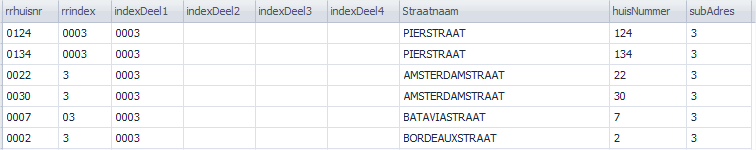 rrhuisnr rrindex indexDeel1 indexDeel2 indexDeel3 indexDeel4 Straatnaam huisNummer subAdres
0124 0003 0003 PIERSTRAAT 124 3
0134 0003 0003 PIERSTRAAT 134 3
0022 3 0003 AMSTERDAMSTRAAT 22 3
0030 3 0003 AMSTERDAMSTRAAT 30 3
0007 03 0003 BATAVIASTRAAT 7 3
0002 3 0003 BORDEAUXSTRAAT 2 3